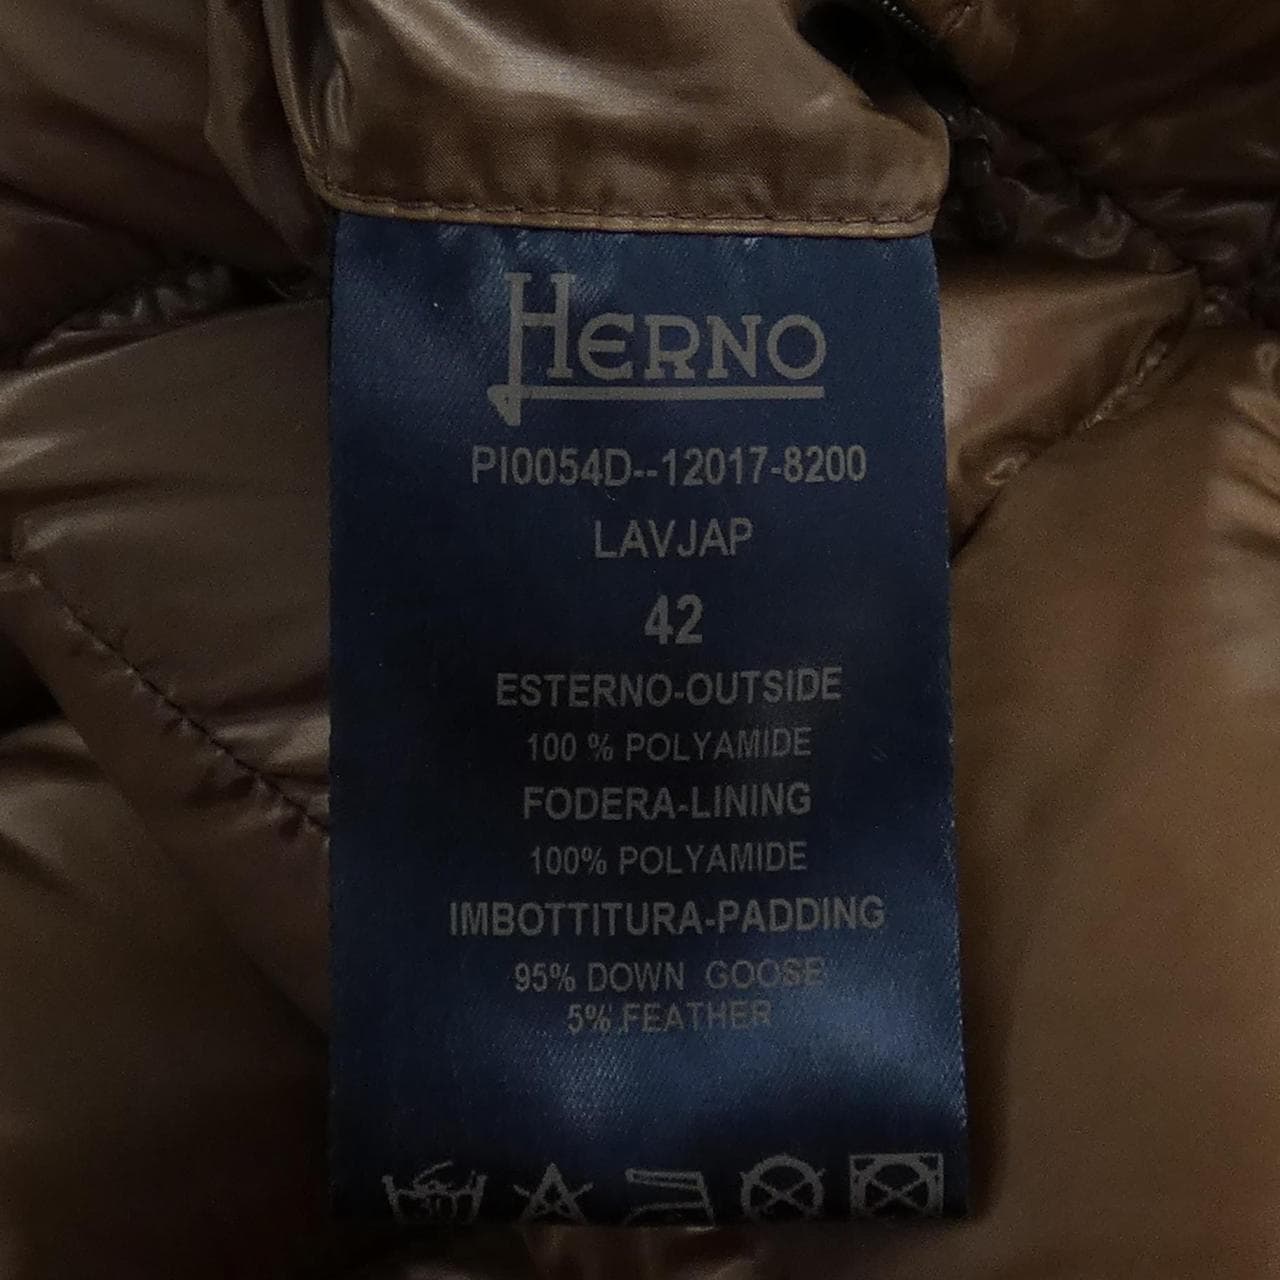 HERNO
PI0054D--12017-8200
LAVJAP
42
ESTERNO-OUTSIDE
100 % POLYAMIDE
FODERA-LINING
100% POLYAMIDE
IMBOTTITURA-PADDING
95% DOWN GOOSE
5% FEATHER
30